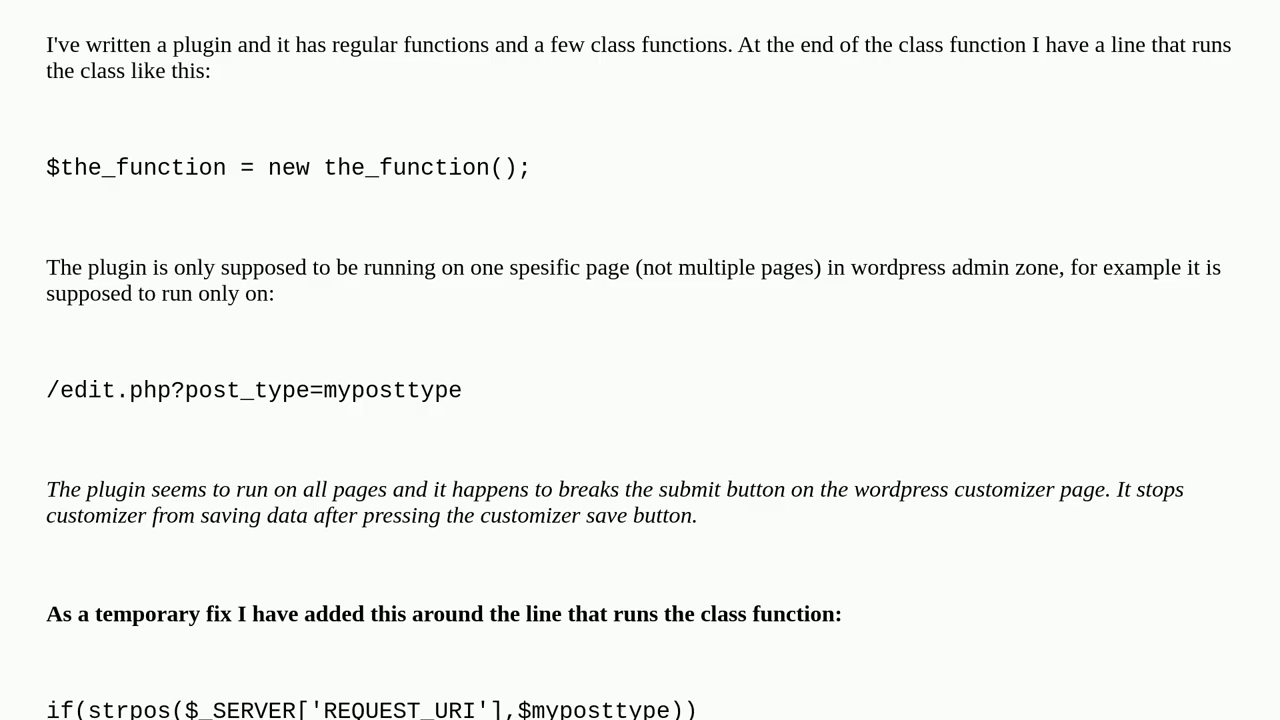 I've written a plugin and it has regular functions and a few class functions. At the end of the class function I have a line that runs
the class like this:
$the_function = new the_function();
The plugin is only supposed to be running on one spesific page (not multiple pages) in wordpress admin zone, for example it is
supposed to run only on:
/edit.php?post_type=myposttype
The plugin seems to run on all pages and it happens to breaks the submit button on the wordpress customizer page. It stops
customizer from saving data after pressing the customizer save button.
As a temporary fix I have added this around the line that runs the class function:
if(strpos($_SERVER['REQUEST_URI'],$myposttype))